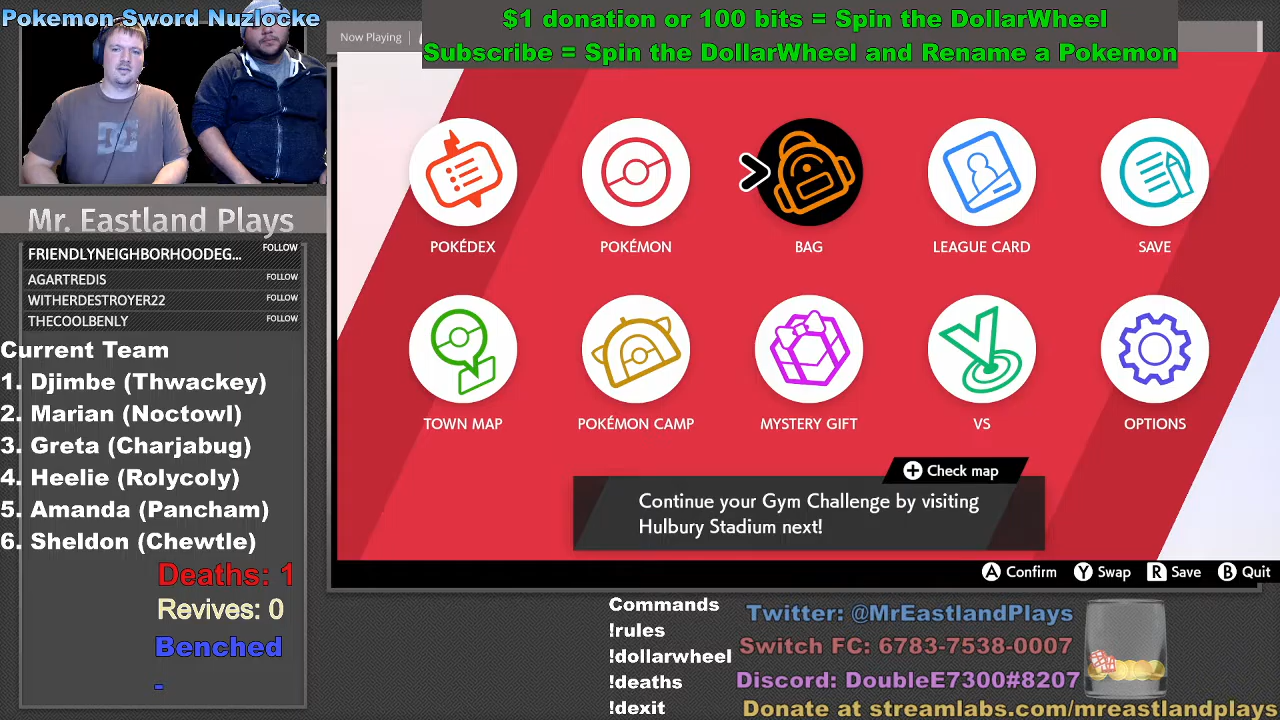 Pokemon Sword Nuzlocke
$1 donation or 100 bits = Spin the DollarWheel
Subscribe = Spin the DollarWheel and Rename a Pokemon
Now Playing
Mr. Eastland Plays
FRIENDLYNEIGHBORHOODEG... FOLLOW
AGARTREDIS FOLLOW
WITHERDESTROYER22 FOLLOW
THECOOLBENLY FOLLOW
Current Team
1. Djimbe (Thwackey)
2. Marian (Noctowl)
3. Greta (Charjabug)
4. Heelie (Rolycoly)
5. Amanda (Pancham)
6. Sheldon (Chewtle)
Deaths: 1
Revives: 0
Benched
-
POKÉDEX POKÉMON BAG LEAGUE CARD SAVE
TOWN MAP POKÉMON CAMP MYSTERY GIFT VS OPTIONS
+ Check map
Continue your Gym Challenge by visiting
Hulbury Stadium next!
A Confirm Y Swap R Save B Quit
Commands
!rules
!dollarwheel
!deaths
!dexit
Twitter: @MrEastlandPlays
Switch FC: 6783-7538-0007
Discord: DoubleE7300#8207
Donate at streamlabs.com/mreastlandplays